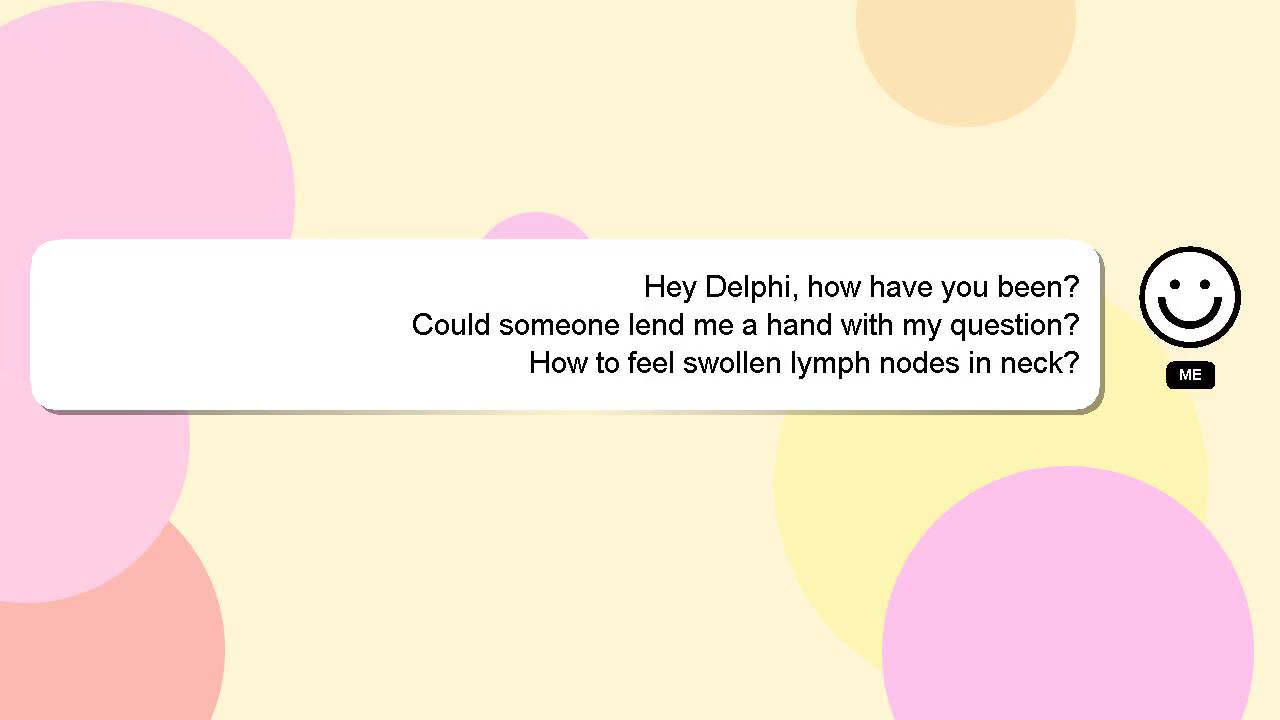 Hey Delphi, how have you been?
Could someone lend me a hand with my question?
How to feel swollen lymph nodes in neck?
ME